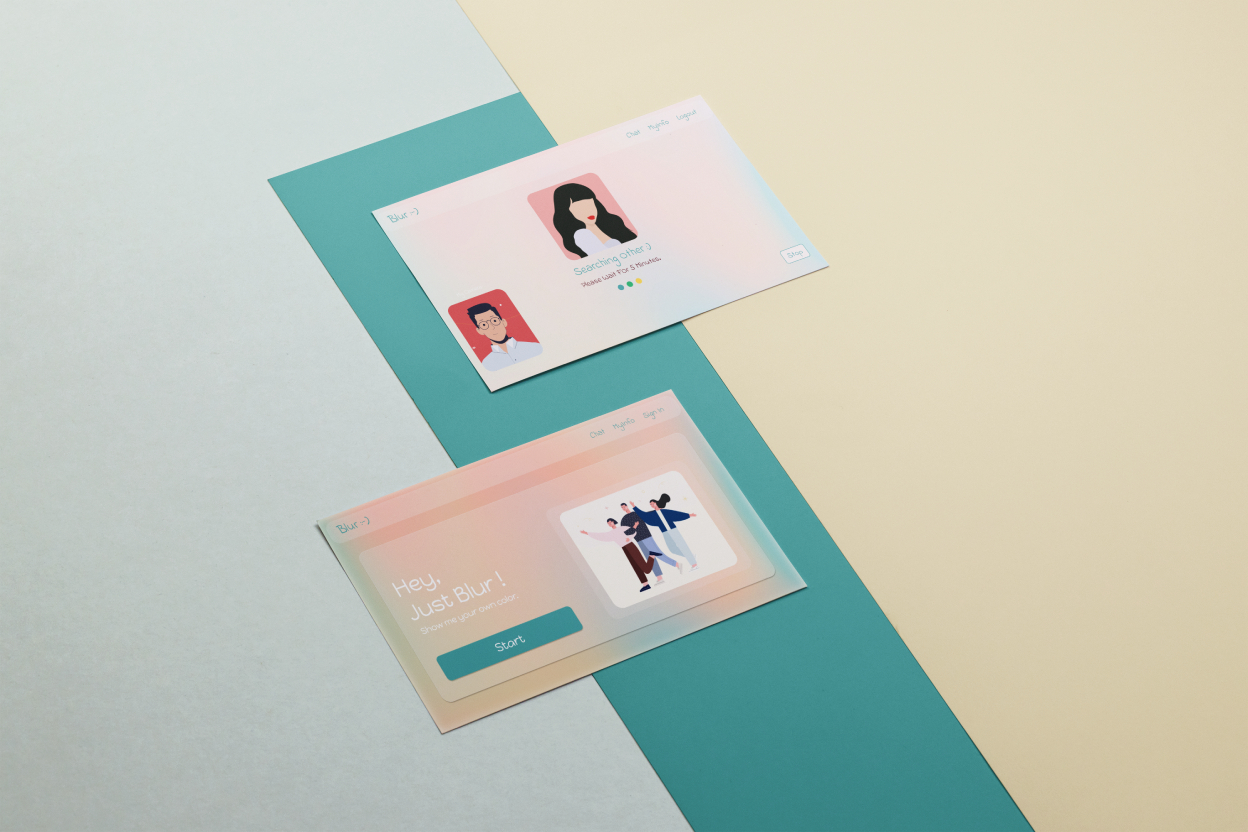 Blur :-)
Chat MyInfo Logout
Searching Other :)
Please Wait For 5 Minutes.
Stop
Blur :-)
Chat MyInfo Sign in
Hey,
Just Blur !
Show me your own color.
Start